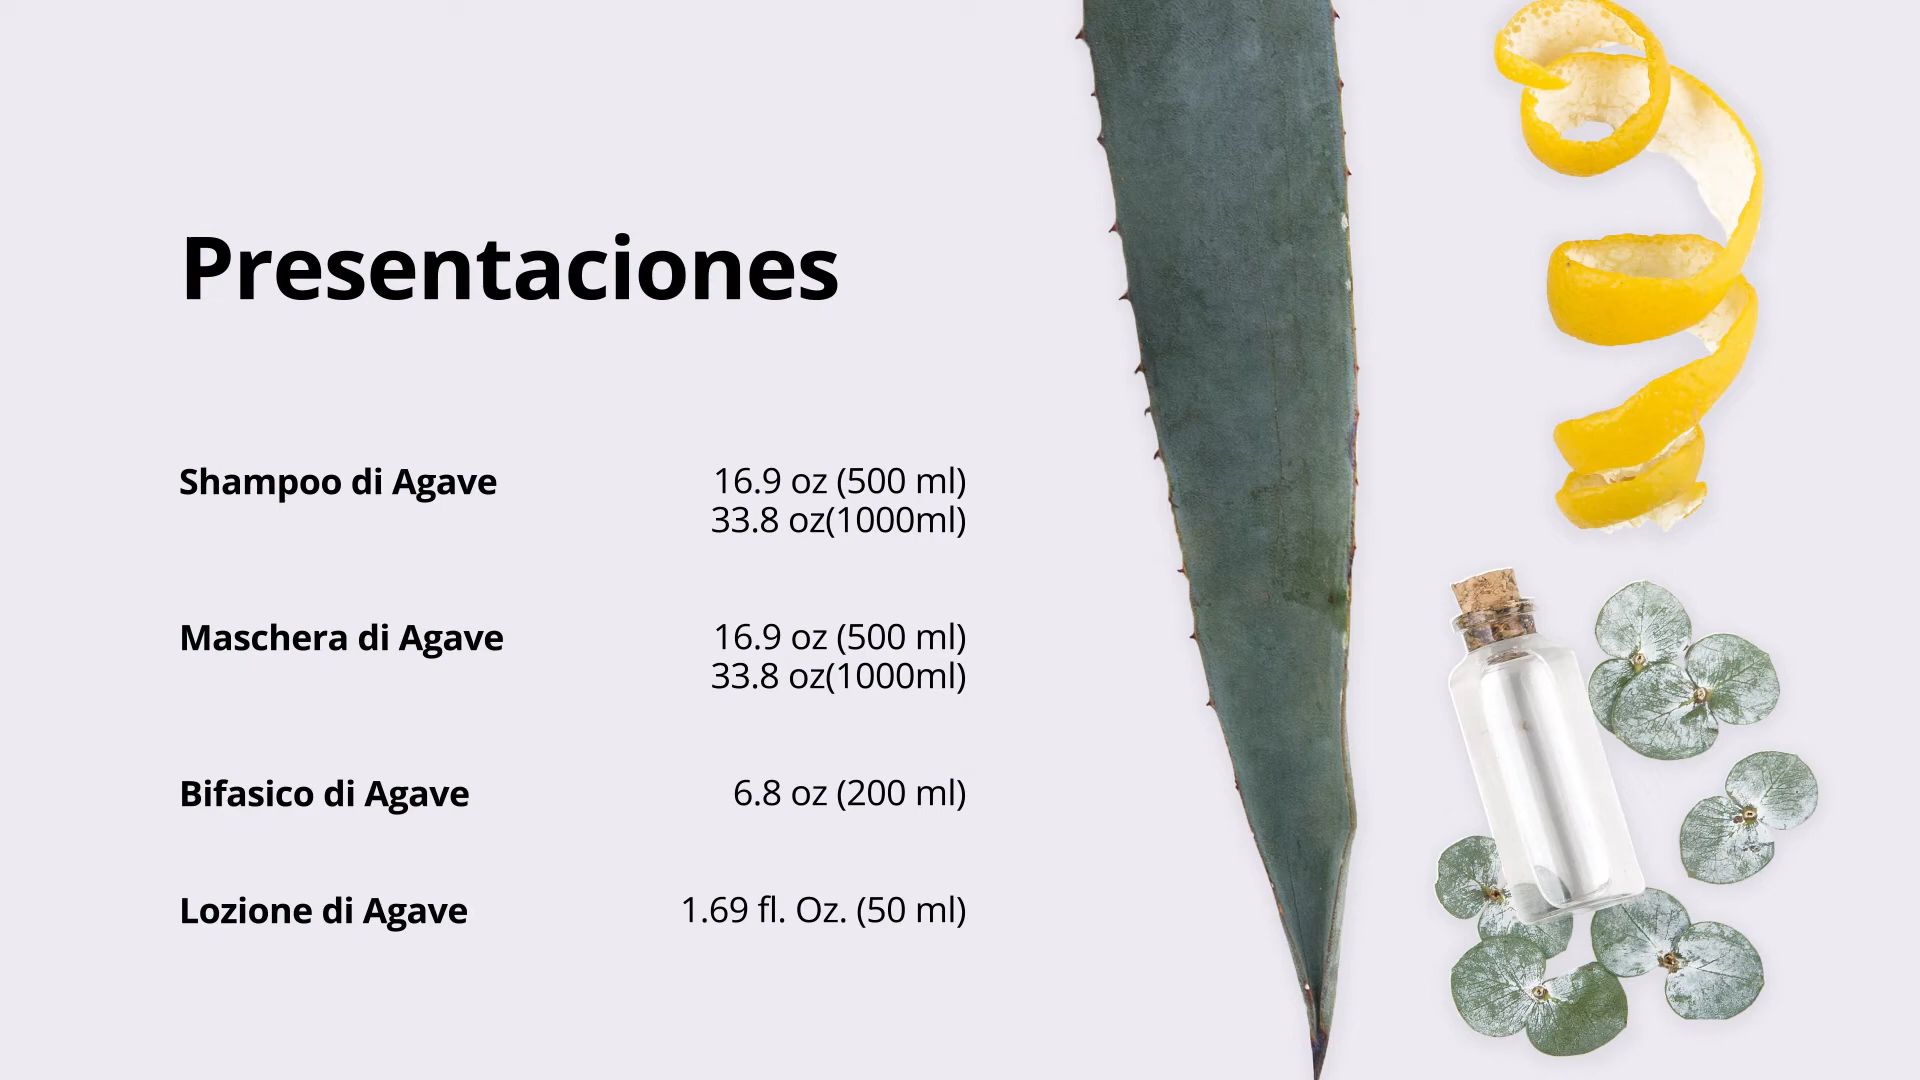 Presentaciones
Shampoo di Agave 16.9 oz (500 ml)
33.8 oz(1000ml)
Maschera di Agave 16.9 oz (500 ml)
33.8 oz(1000ml)
Bifasico di Agave 6.8 oz (200 ml)
Lozione di Agave 1.69 fl. Oz. (50 ml)